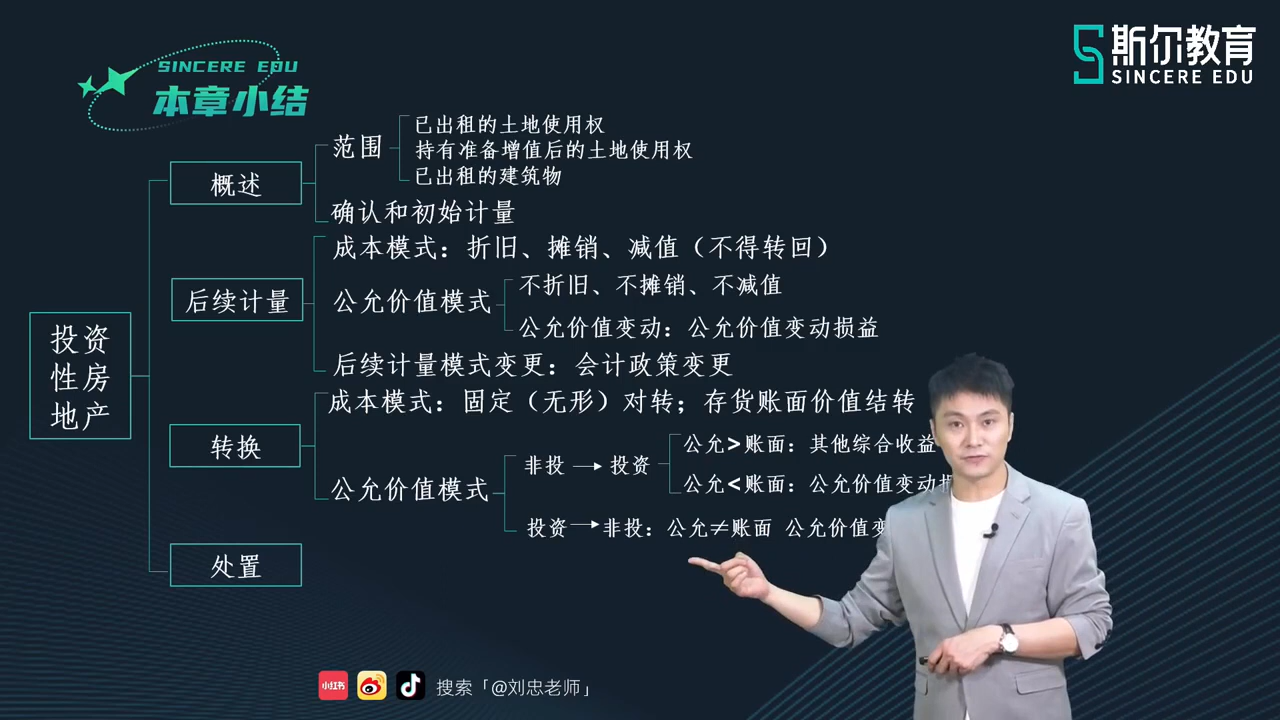 SINCERE EDU
本章小结
斯尔教育
SINCERE EDU
投资
性房
地产
概述
范围
已出租的土地使用权
持有准备增值后的土地使用权
已出租的建筑物
确认和初始计量
后续计量
成本模式：折旧、摊销、减值（不得转回）
公允价值模式
不折旧、不摊销、不减值
公允价值变动：公允价值变动损益
后续计量模式变更：会计政策变更
转换
成本模式：固定（无形）对转；存货账面价值结转
公允价值模式
非投→投资
公允>账面：其他综合收益
公允<账面：公允价值变动
投资→非投：公允≠账面 公允价值
处置
小红书
搜索「@刘忠老师」